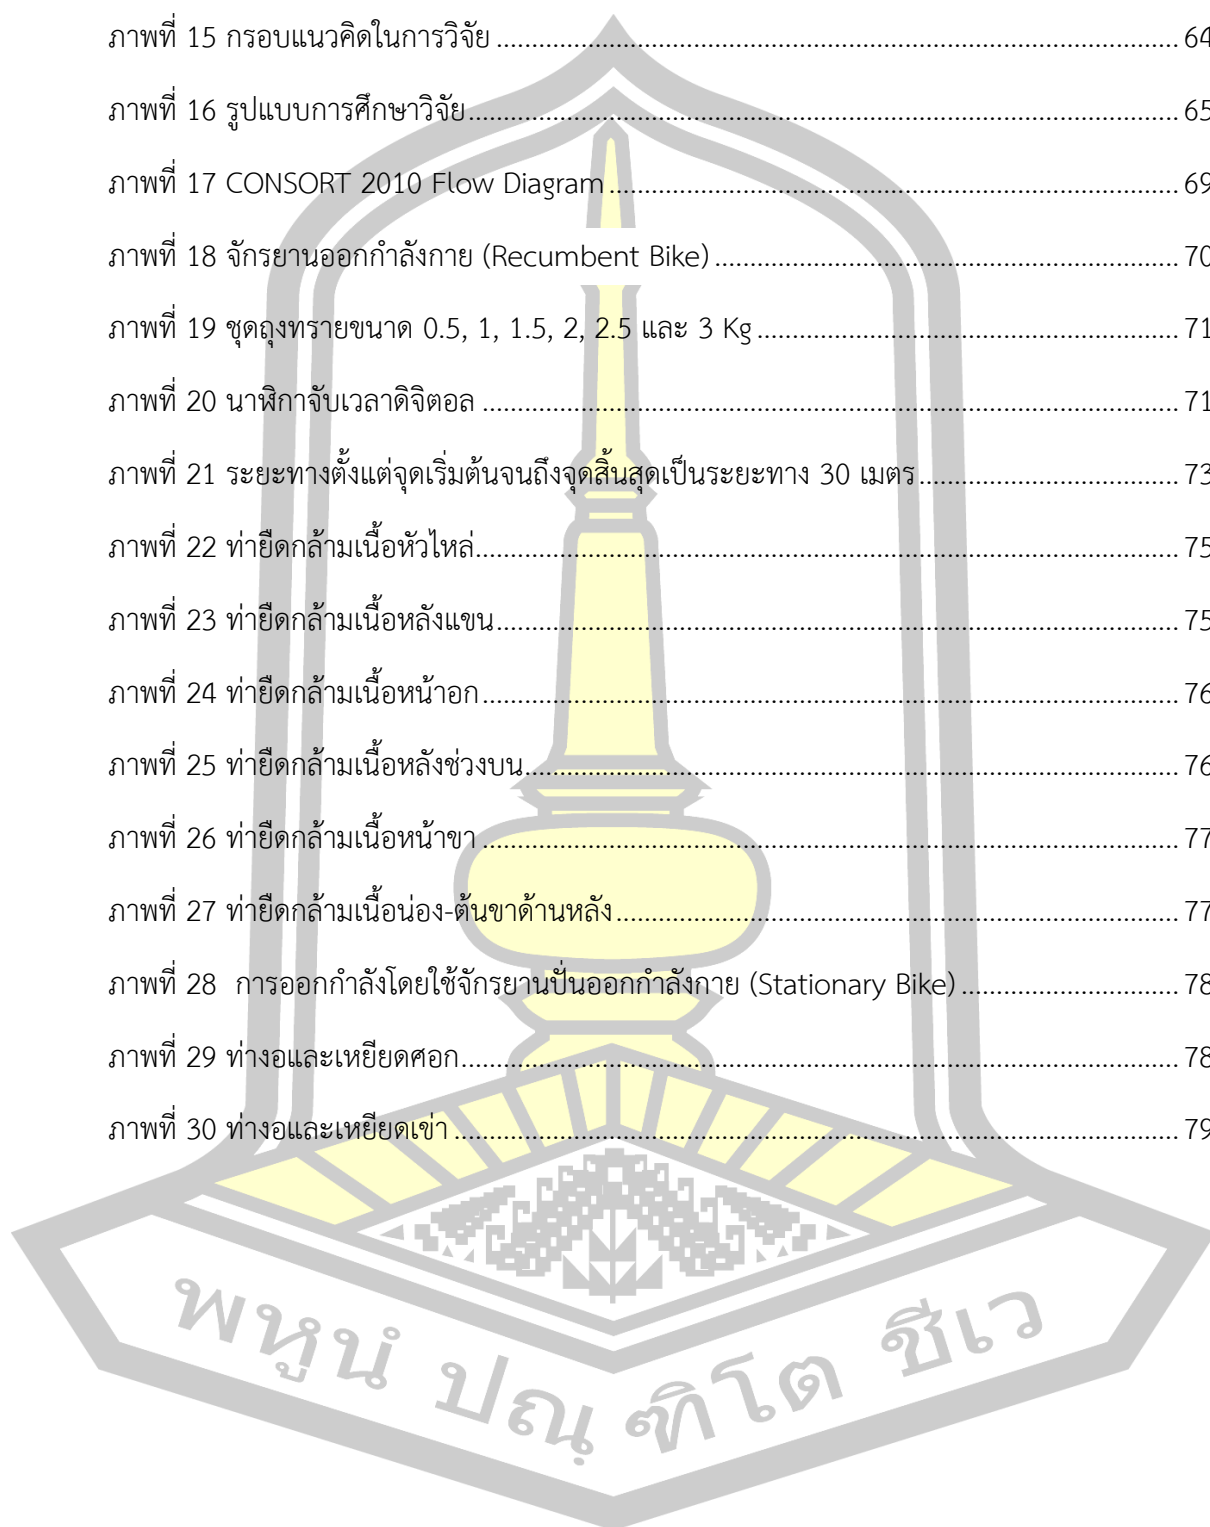 ภาพที่ 15 กรอบแนวคิดในการวิจัย ........ 64
ภาพที่ 16 รูปแบบการศึกษาวิจัย ........ 65
ภาพที่ 17 CONSORT 2010 Flow Diagram ........ 69
ภาพที่ 18 จักรยานออกกำลังกาย (Recumbent Bike) ........ 70
ภาพที่ 19 ชุดถุงทรายขนาด 0.5, 1, 1.5, 2, 2.5 และ 3 Kg ........ 71
ภาพที่ 20 นาฬิกาจับเวลาดิจิตอล ........ 71
ภาพที่ 21 ระยะทางตั้งแต่จุดเริ่มต้นจนถึงจุดสิ้นสุดเป็นระยะทาง 30 เมตร ........ 73
ภาพที่ 22 ท่ายืดกล้ามเนื้อหัวไหล่ ........ 75
ภาพที่ 23 ท่ายืดกล้ามเนื้อหลังแขน ........ 75
ภาพที่ 24 ท่ายืดกล้ามเนื้อหน้าอก ........ 76
ภาพที่ 25 ท่ายืดกล้ามเนื้อหลังช่วงบน ........ 76
ภาพที่ 26 ท่ายืดกล้ามเนื้อหน้าขา ........ 77
ภาพที่ 27 ท่ายืดกล้ามเนื้อน่อง-ต้นขาด้านหลัง ........ 77
ภาพที่ 28 การออกกำลังโดยใช้จักรยานปั่นออกกำลังกาย (Stationary Bike) ........ 78
ภาพที่ 29 ท่างอและเหยียดศอก ........ 78
ภาพที่ 30 ท่างอและเหยียดเข่า ........ 79
พหูนํ ปณฺฑิโต ชีเว